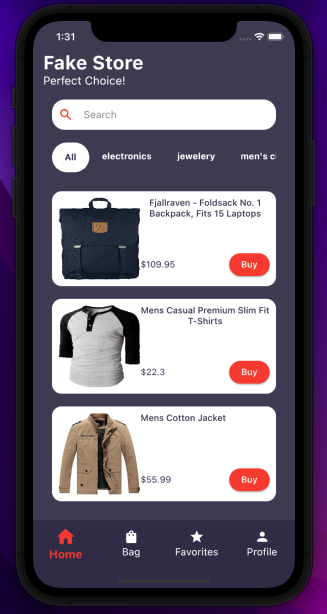 1:31
Fake Store
Perfect Choice!
Search
All electronics jewelery men's cl
Fjallraven - Foldsack No. 1
Backpack, Fits 15 Laptops
$109.95 Buy
Mens Casual Premium Slim Fit
T-Shirts
$22.3 Buy
Mens Cotton Jacket
$55.99 Buy
Home Bag Favorites Profile